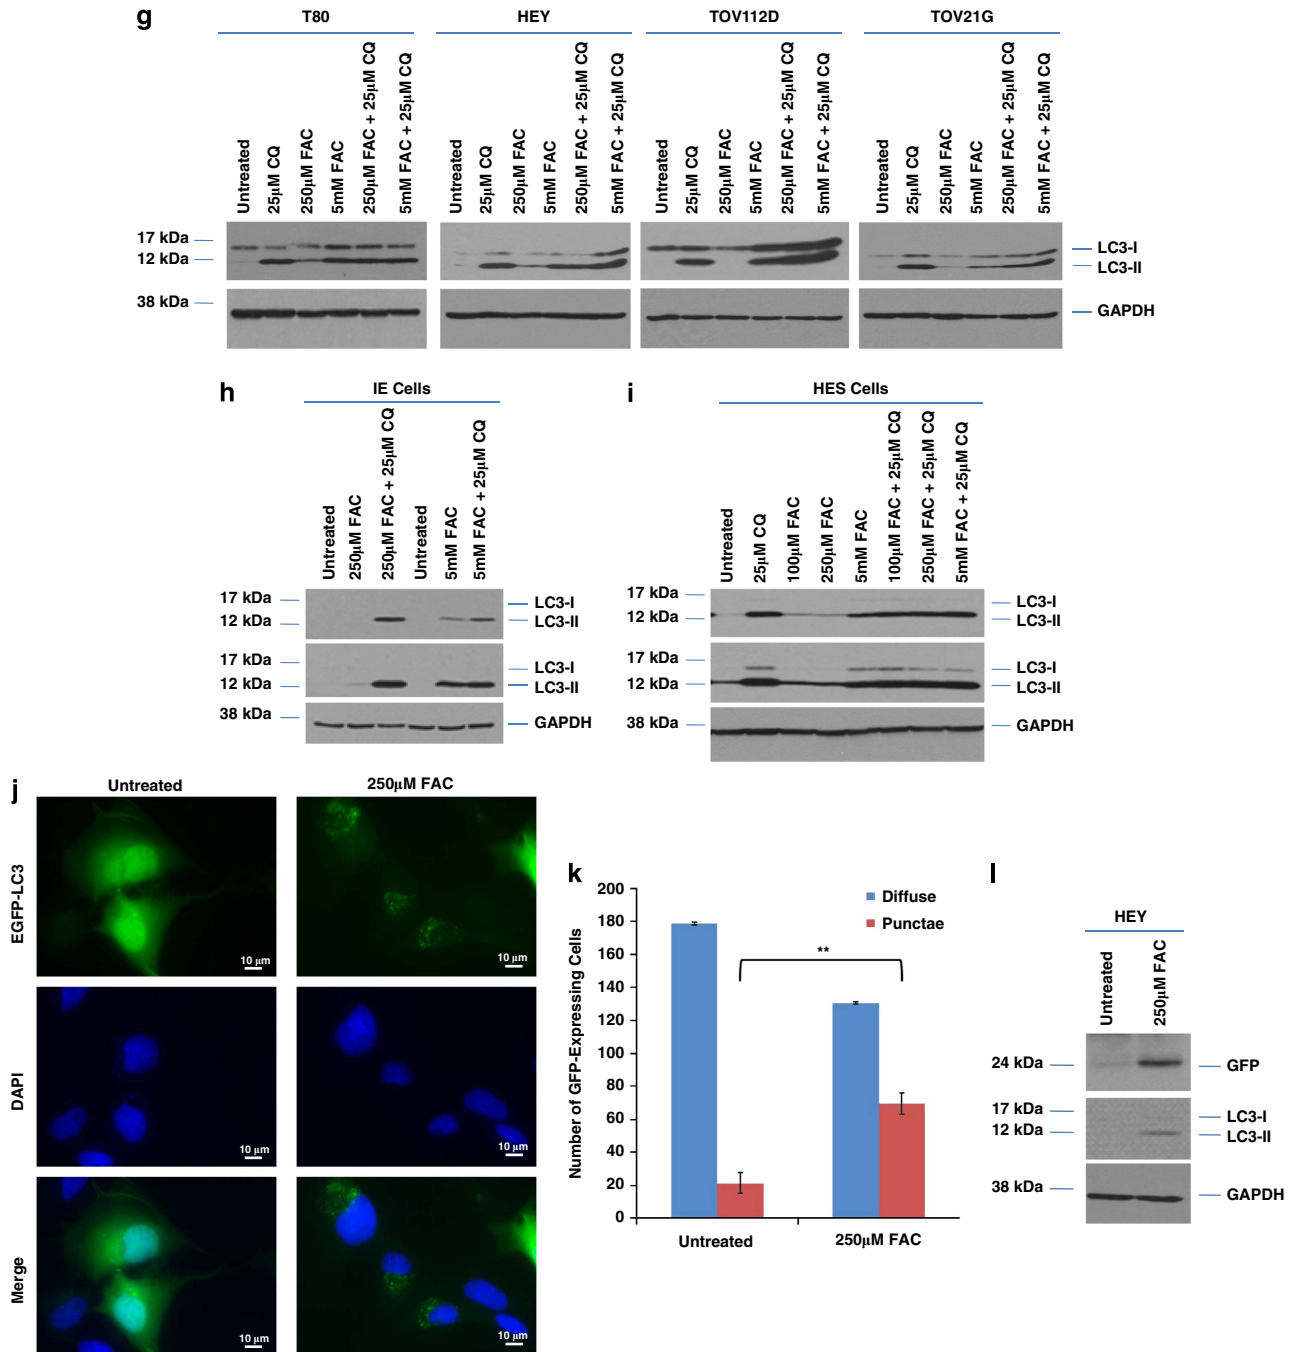 g
T80
HEY
TOV112D
TOV21G
Untreated
25μM CQ
250μM FAC
5mM FAC
250μM FAC + 25μM CQ
5mM FAC + 25μM CQ
Untreated
25μM CQ
250μM FAC
5mM FAC
250μM FAC + 25μM CQ
5mM FAC + 25μM CQ
Untreated
25μM CQ
250μM FAC
5mM FAC
250μM FAC + 25μM CQ
5mM FAC + 25μM CQ
Untreated
25μM CQ
250μM FAC
5mM FAC
250μM FAC + 25μM CQ
5mM FAC + 25μM CQ
17 kDa
12 kDa
38 kDa
LC3-I
LC3-II
GAPDH
h
IE Cells
Untreated
250μM FAC
250μM FAC + 25μM CQ
Untreated
5mM FAC
5mM FAC + 25μM CQ
17 kDa
12 kDa
17 kDa
12 kDa
38 kDa
LC3-I
LC3-II
LC3-I
LC3-II
GAPDH
i
HES Cells
Untreated
25μM CQ
100μM FAC
250μM FAC
5mM FAC
100μM FAC + 25μM CQ
250μM FAC + 25μM CQ
5mM FAC + 25μM CQ
17 kDa
12 kDa
17 kDa
12 kDa
38 kDa
LC3-I
LC3-II
LC3-I
LC3-II
GAPDH
j
Untreated
250μM FAC
EGFP-LC3
10 μm
10 μm
DAPI
10 μm
10 μm
Merge
10 μm
10 μm
k
Number of GFP-Expressing Cells
200
180
160
140
120
100
80
60
40
20
0
Diffuse
Punctae
**
Untreated
250μM FAC
l
HEY
Untreated
250μM FAC
24 kDa
17 kDa
12 kDa
38 kDa
GFP
LC3-I
LC3-II
GAPDH